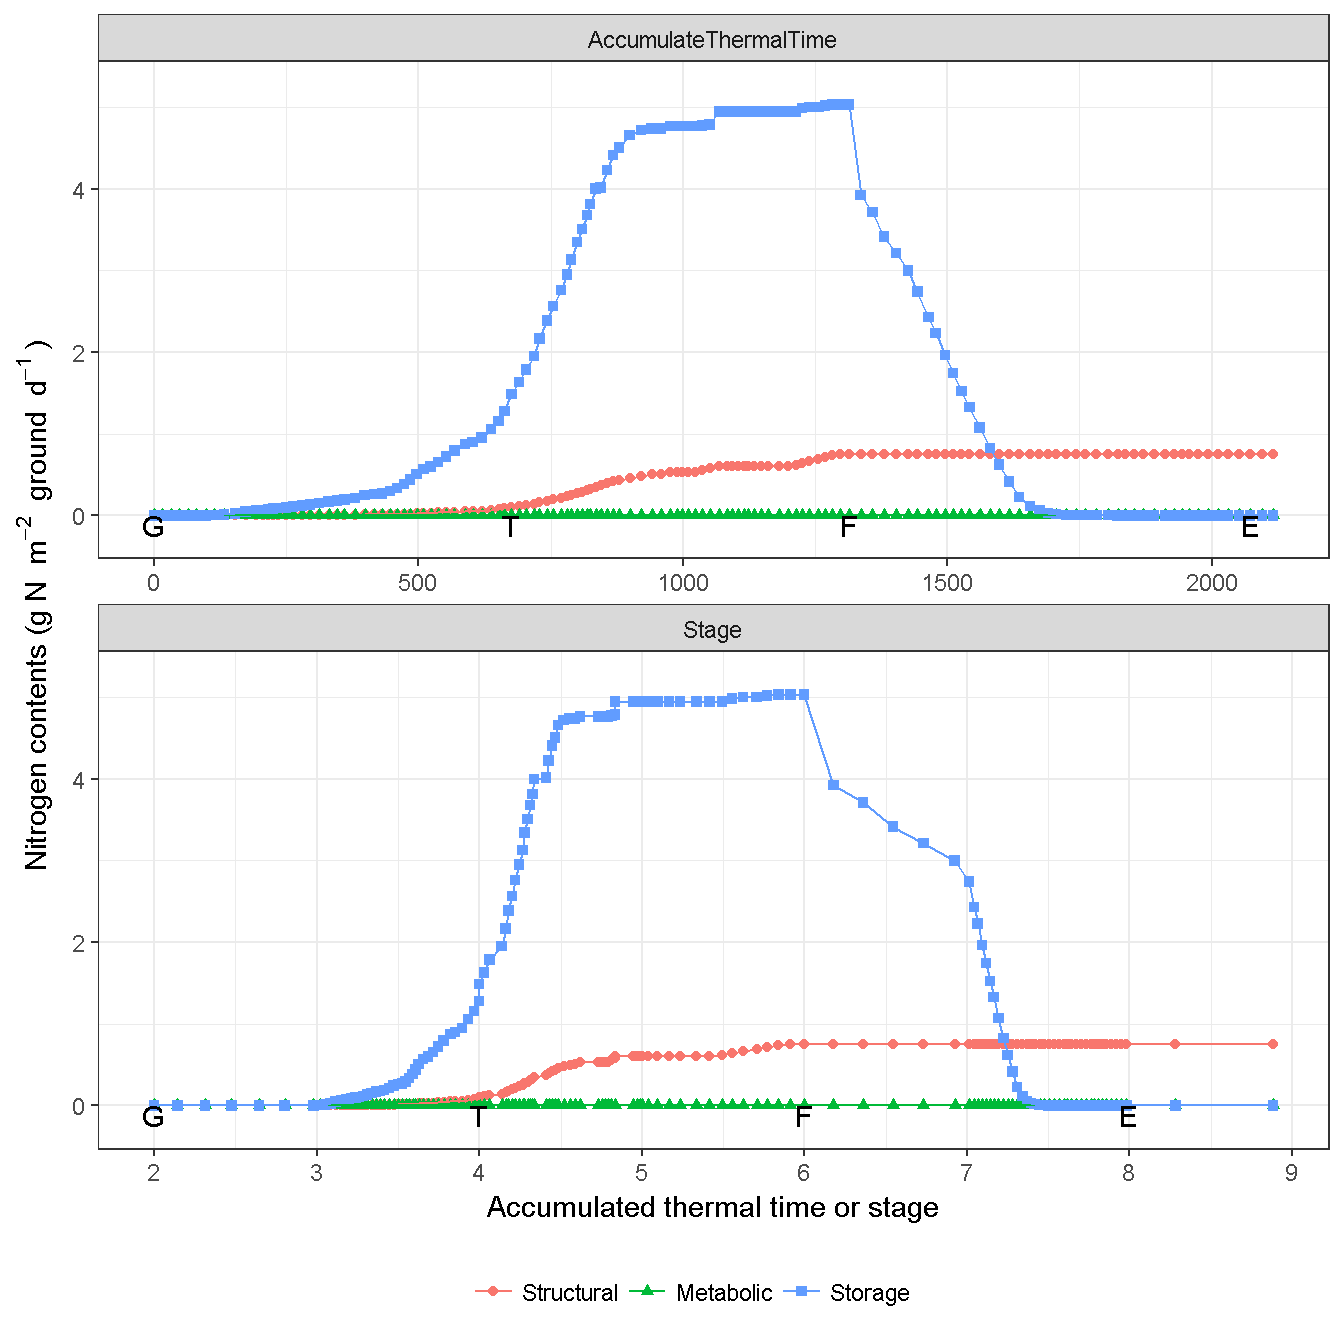 AccumulateThermalTime
4
2
0
G T F E
0 500 1000 1500 2000
Nitrogen contents (g N m⁻² ground d⁻¹)
Stage
4
2
0
G T F E
2 3 4 5 6 7 8 9
Accumulated thermal time or stage
Structural Metabolic Storage